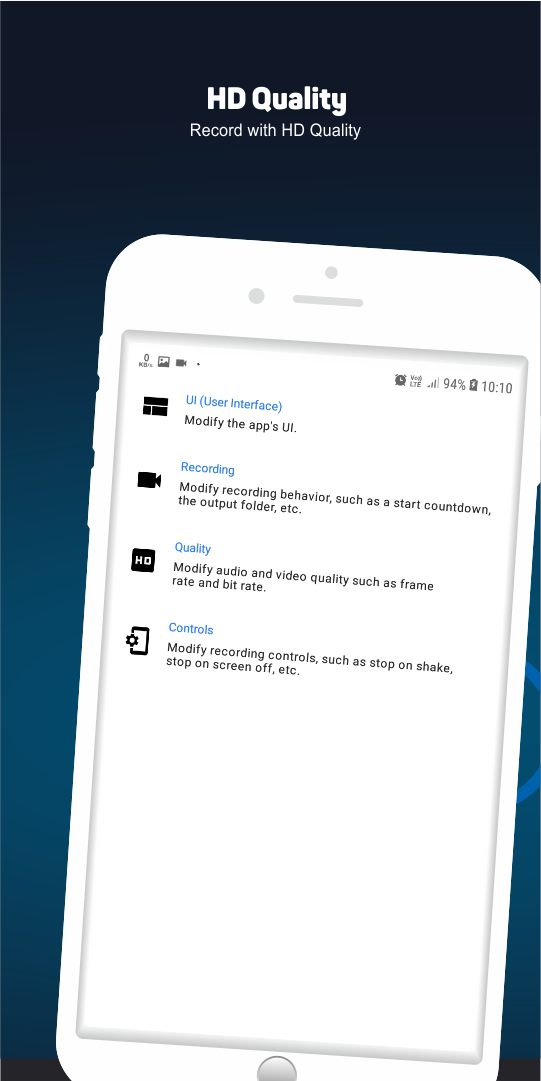 HD Quality
Record with HD Quality
0
KB/s
Vo)
LTE
94%
10:10
UI (User Interface)
Modify the app's UI.
Recording
Modify recording behavior, such as a start countdown,
the output folder, etc.
HD
Quality
Modify audio and video quality such as frame
rate and bit rate.
Controls
Modify recording controls, such as stop on shake,
stop on screen off, etc.